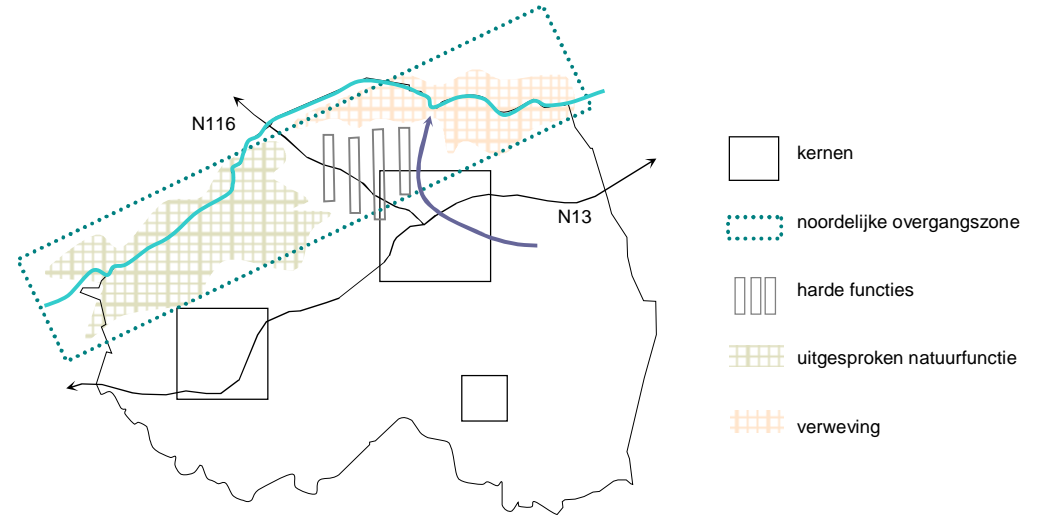 N116
N13
kernen
noordelijke overgangszone
harde functies
uitgesproken natuurfunctie
verweving